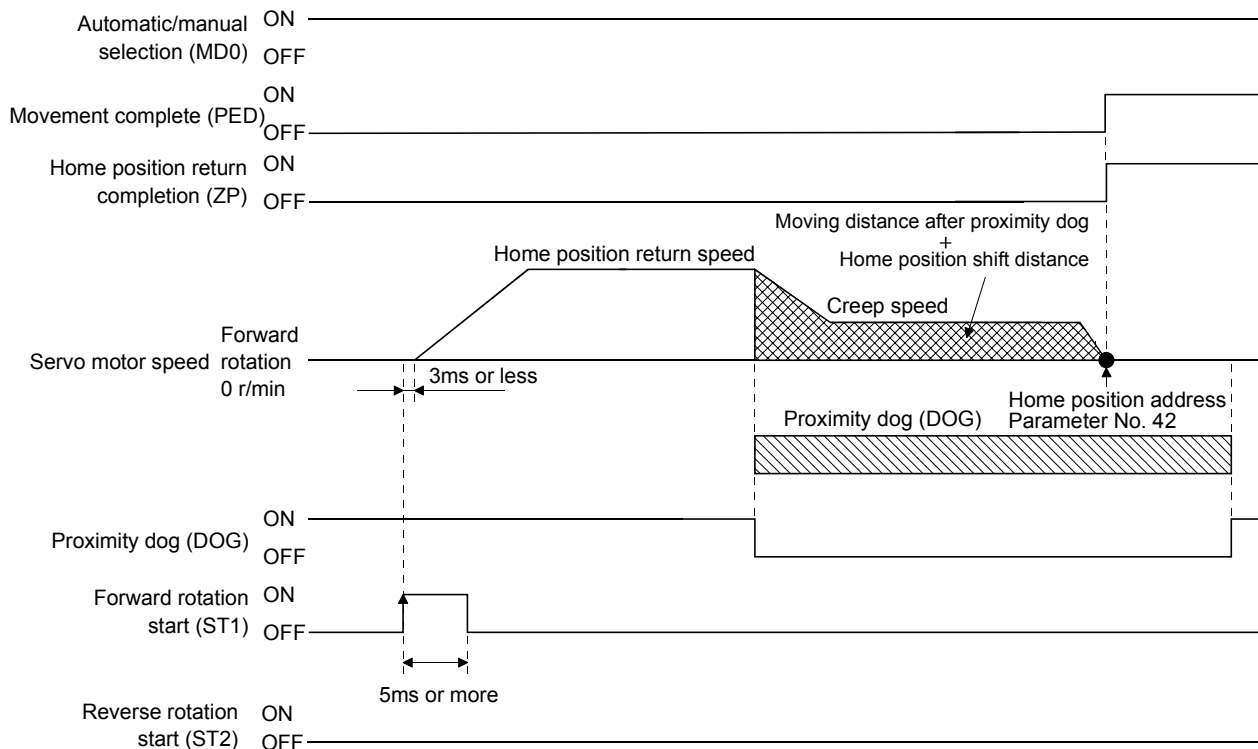 Automatic/manual
selection (MD0)
ON
OFF
Movement complete (PED)
ON
OFF
Home position return
completion (ZP)
ON
OFF
Moving distance after proximity dog
+
Home position shift distance
Home position return speed
Creep speed
Servo motor speed
Forward
rotation
0 r/min
3ms or less
Home position address
Parameter No. 42
Proximity dog (DOG)
Proximity dog (DOG)
ON
OFF
Forward rotation
start (ST1)
ON
OFF
5ms or more
Reverse rotation
start (ST2)
ON
OFF